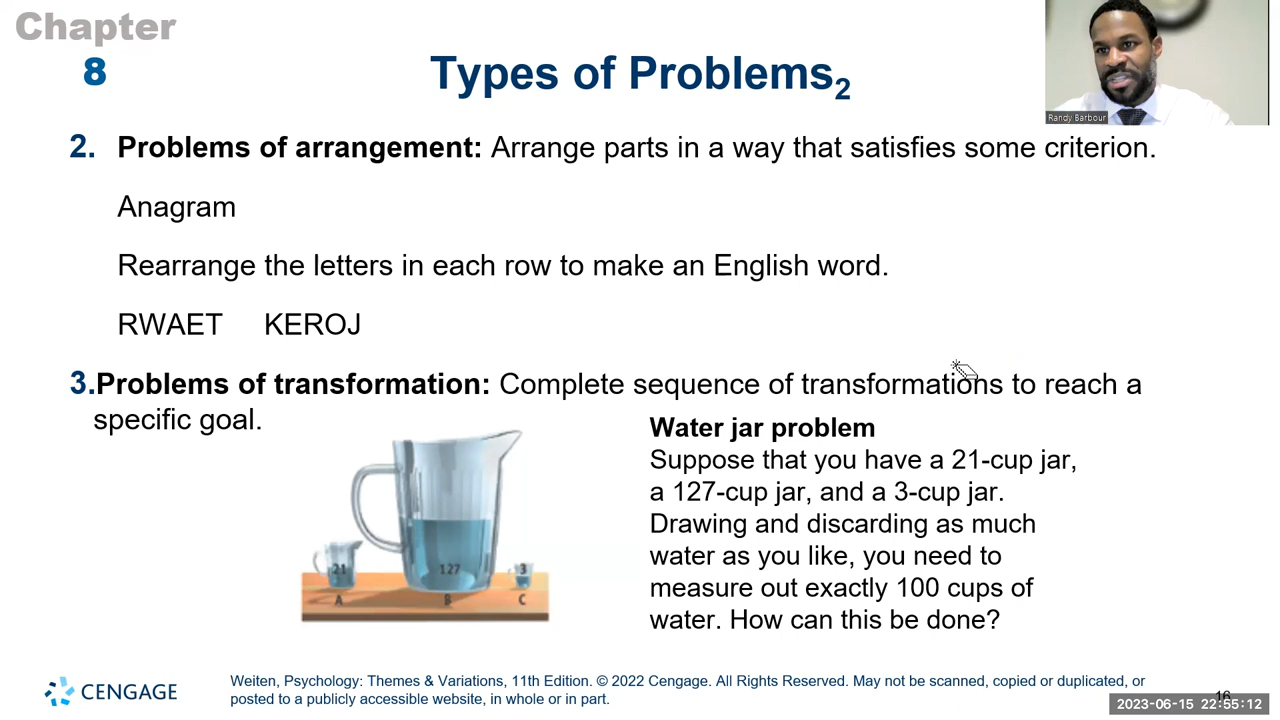 Chapter
8
Types of Problems2
Randy Barbour
2. Problems of arrangement: Arrange parts in a way that satisfies some criterion.
Anagram
Rearrange the letters in each row to make an English word.
RWAET KEROJ
3.Problems of transformation: Complete sequence of transformations to reach a
specific goal.
Water jar problem
Suppose that you have a 21-cup jar,
a 127-cup jar, and a 3-cup jar.
Drawing and discarding as much
water as you like, you need to
measure out exactly 100 cups of
water. How can this be done?
21 127 3
A B C
CENGAGE
Weiten, Psychology: Themes & Variations, 11th Edition. © 2022 Cengage. All Rights Reserved. May not be scanned, copied or duplicated, or
posted to a publicly accessible website, in whole or in part.
16
2023-06-15 22:55:12